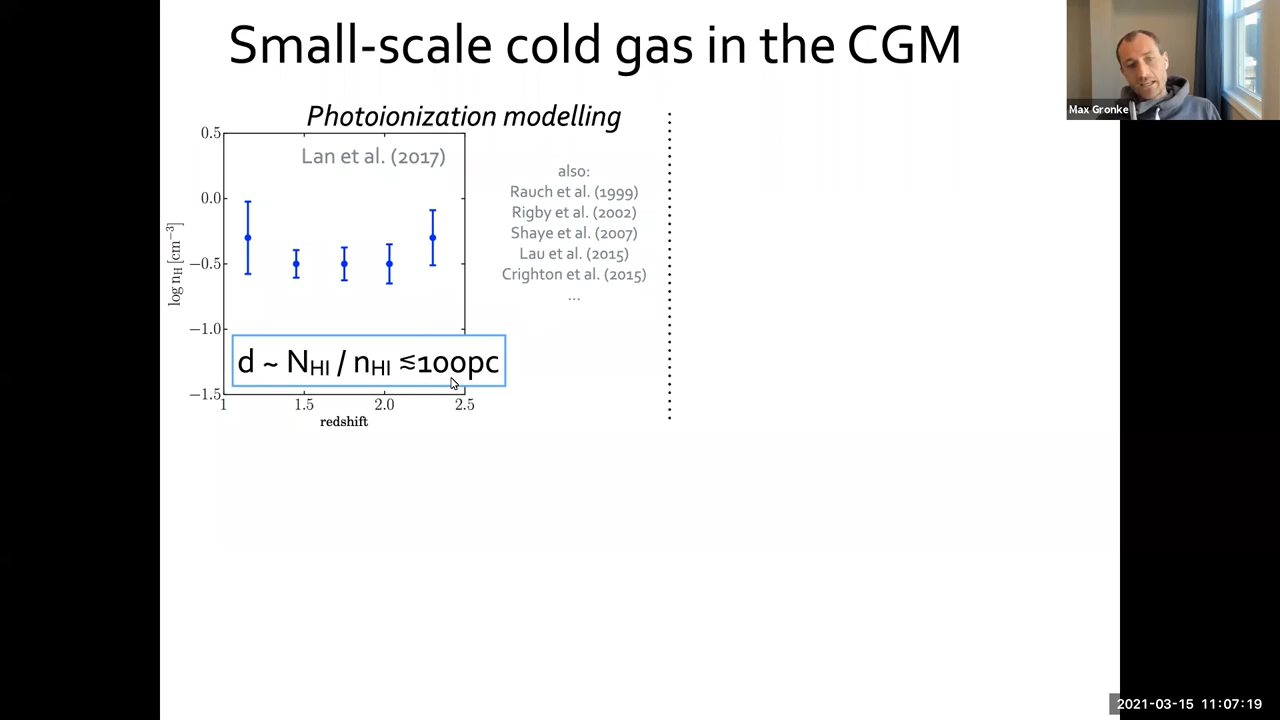 Small-scale cold gas in the CGM
Max Gronke
Photoionization modelling
Lan et al. (2017)
also:
Rauch et al. (1999)
Rigby et al. (2002)
Shaye et al. (2007)
Lau et al. (2015)
Crighton et al. (2015)
...
0.5
0.0
−0.5
−1.0
−1.5
log nH [cm−3]
d ~ NHI / nHI ≲100pc
1 1.5 2.0 2.5
redshift
2021-03-15 11:07:19